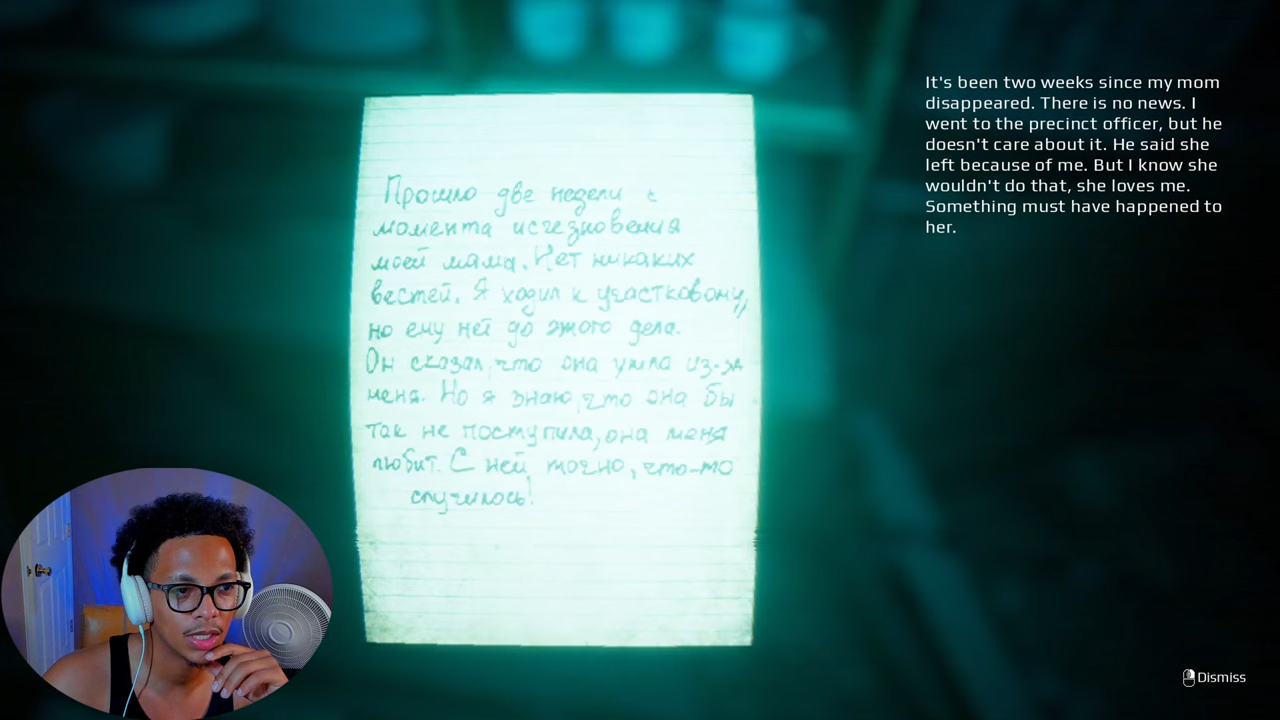 Прошло две недели с
момента исчезновения
моей мамы. Нет никаких
вестей. Я ходил к участковому,
но ему нет до этого дела.
Он сказал, что она ушла из-за
меня. Но я знаю, что она бы
так не поступила, она меня
любит. С ней точно, что-то
случилось!
It's been two weeks since my mom
disappeared. There is no news. I
went to the precinct officer, but he
doesn't care about it. He said she
left because of me. But I know she
wouldn't do that, she loves me.
Something must have happened to
her.
Dismiss